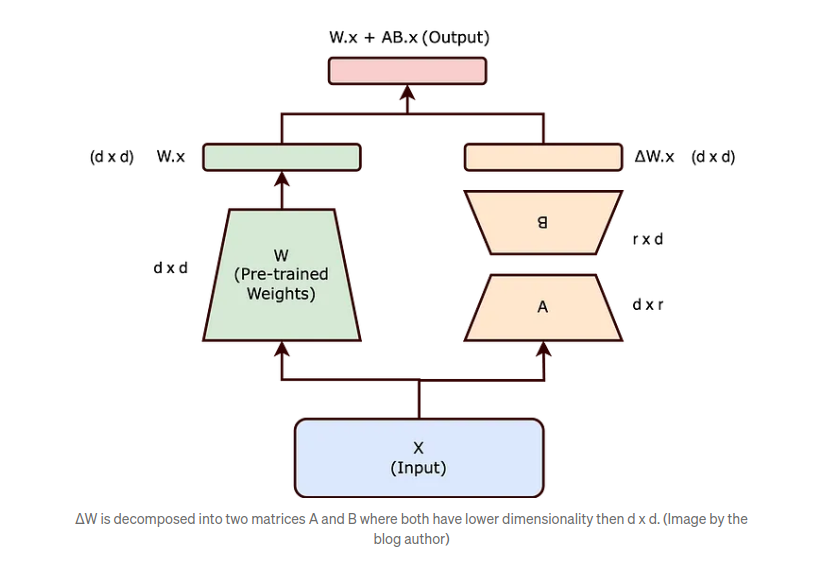 W.x + AB.x (Output)
(d x d) W.x
ΔW.x (d x d)
B
r x d
W
(Pre-trained
Weights)
d x d
A
d x r
X
(Input)
ΔW is decomposed into two matrices A and B where both have lower dimensionality then d x d. (Image by the
blog author)